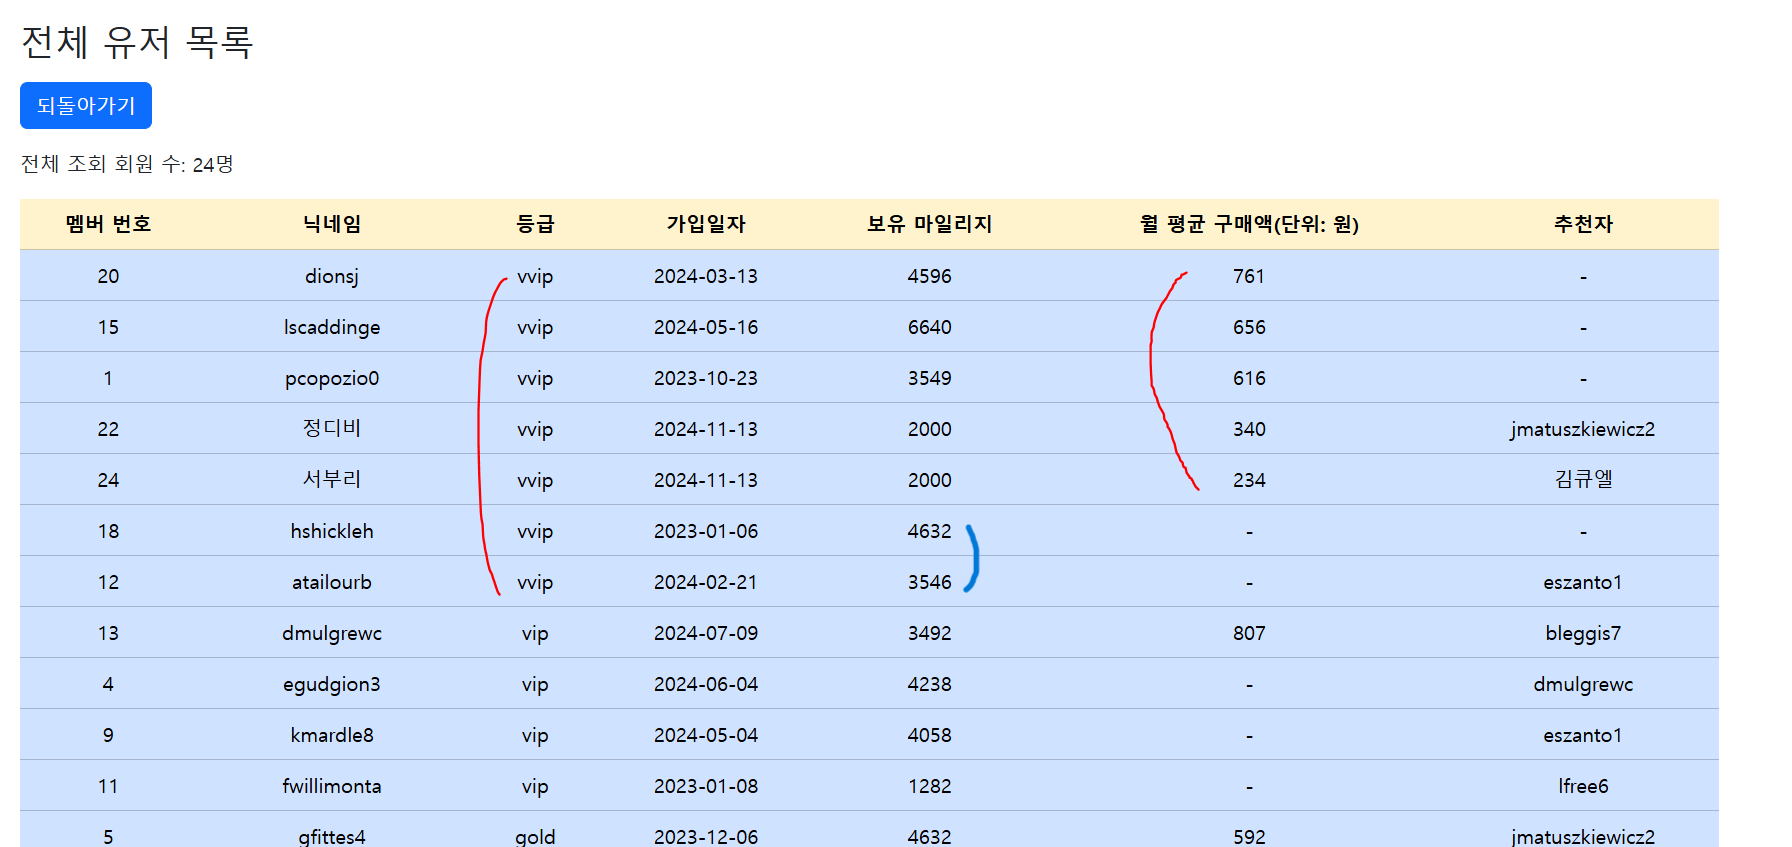 전체 유저 목록
되돌아가기
전체 조회 회원 수: 24명
멤버 번호 닉네임 등급 가입일자 보유 마일리지 월 평균 구매액(단위: 원) 추천자
20 dionsj vvip 2024-03-13 4596 761 -
15 lscaddinge vvip 2024-05-16 6640 656 -
1 pcopozio0 vvip 2023-10-23 3549 616 -
22 정디비 vvip 2024-11-13 2000 340 jmatuszkiewicz2
24 서부리 vvip 2024-11-13 2000 234 김큐엘
18 hshickleh vvip 2023-01-06 4632 - -
12 atailourb vvip 2024-02-21 3546 - eszanto1
13 dmulgrewc vip 2024-07-09 3492 807 bleggis7
4 egudgion3 vip 2024-06-04 4238 - dmulgrewc
9 kmardle8 vip 2024-05-04 4058 - eszanto1
11 fwillimonta vip 2023-01-08 1282 - lfree6
5 gfittes4 gold 2023-12-06 4632 592 jmatuszkiewicz2